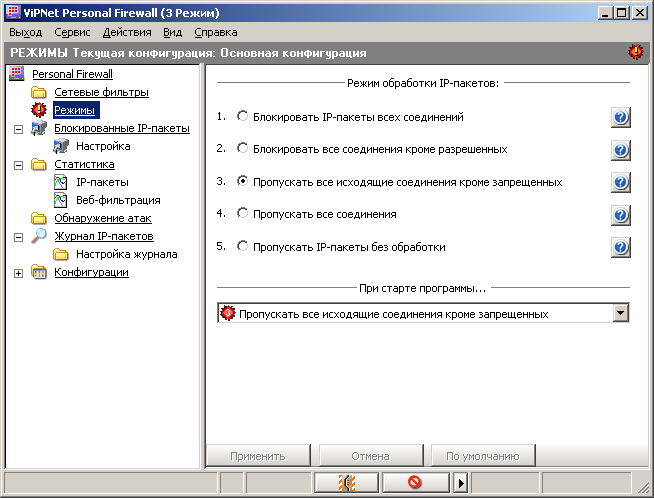 ViPNet Personal Firewall (3 Режим)
Выход Сервис Действия Вид Справка
РЕЖИМЫ Текущая конфигурация: Основная конфигурация
Personal Firewall
Сетевые фильтры
Режимы
Блокированные IP-пакеты
Настройка
Статистика
IP-пакеты
Веб-фильтрация
Обнаружение атак
Журнал IP-пакетов
Настройка журнала
Конфигурации
Режим обработки IP-пакетов:
1. Блокировать IP-пакеты всех соединений
2. Блокировать все соединения кроме разрешенных
3. Пропускать все исходящие соединения кроме запрещенных
4. Пропускать все соединения
5. Пропускать IP-пакеты без обработки
При старте программы...
Пропускать все исходящие соединения кроме запрещенных
Применить Отмена По умолчанию